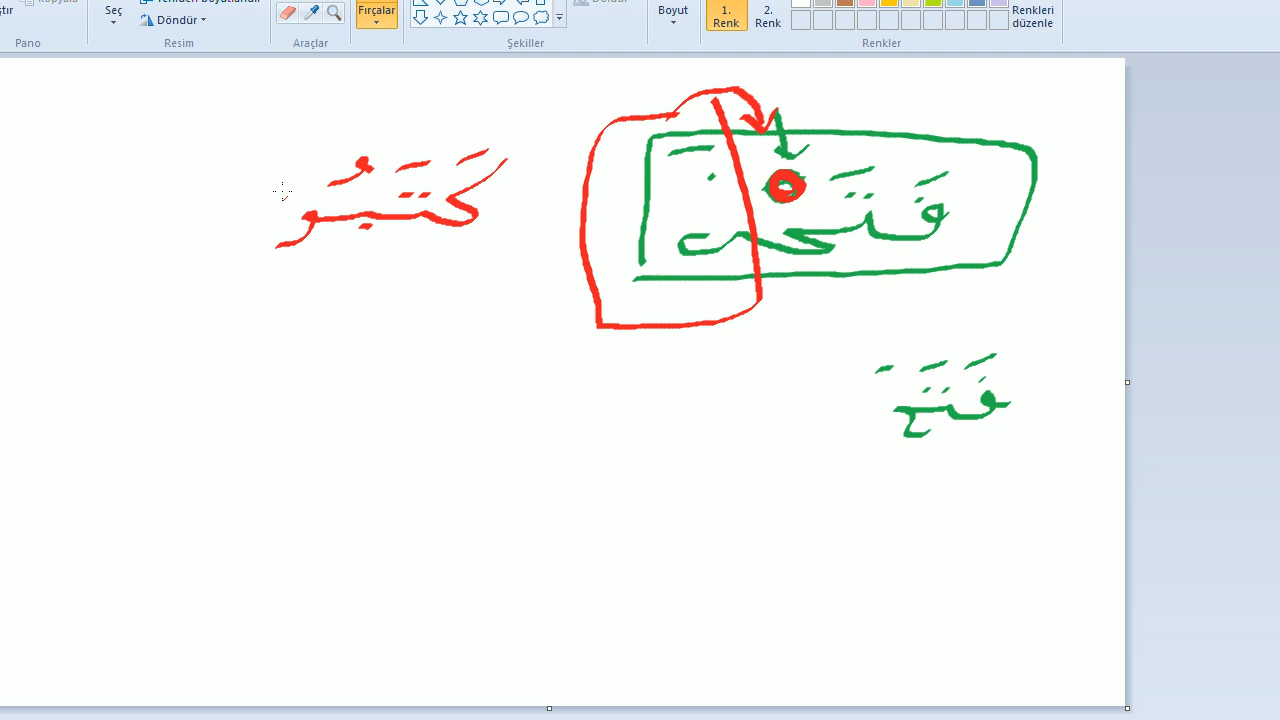 Seç
Döndür
Fırçalar
Boyut
1. Renk
2. Renk
Renkleri düzenle
Pano
Resim
Araçlar
Şekiller
Renkler
فَتَحْنَ
كَتَبُو
فَتَحَ